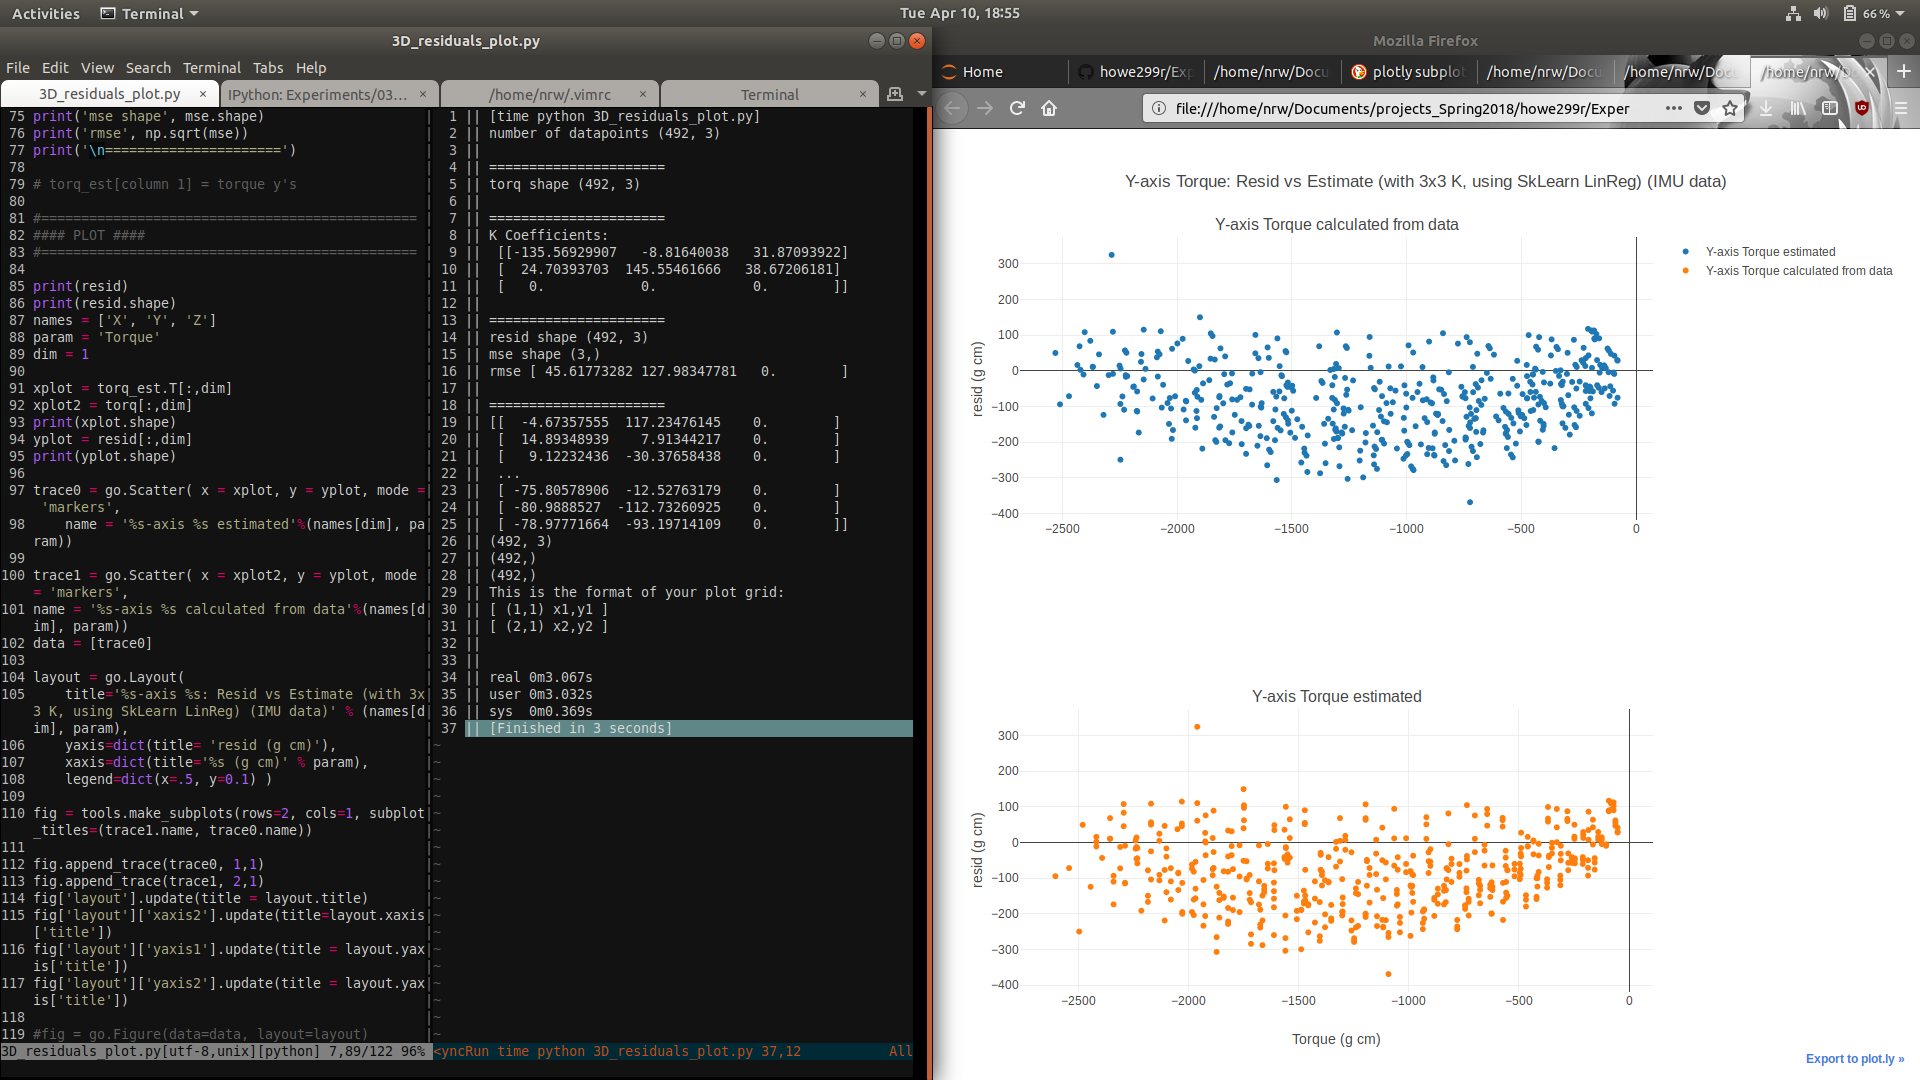 Activities Terminal Tue Apr 10, 18:55 66 %
3D_residuals_plot.py
File Edit View Search Terminal Tabs Help
3D_residuals_plot.py × IPython: Experiments/03... × /home/nrw/.vimrc × Terminal ×
75 print('mse shape', mse.shape)
76 print('rmse', np.sqrt(mse))
77 print('\n======================')
78
79 # torq_est[column 1] = torque y's
80
81 #===============================================
82 #### PLOT ####
83 #===============================================
84
85 print(resid)
86 print(resid.shape)
87 names = ['X', 'Y', 'Z']
88 param = 'Torque'
89 dim = 1
90
91 xplot = torq_est.T[:,dim]
92 xplot2 = torq[:,dim]
93 print(xplot.shape)
94 yplot = resid[:,dim]
95 print(yplot.shape)
96
97 trace0 = go.Scatter( x = xplot, y = yplot, mode =
'markers',
98 name = '%s-axis %s estimated'%(names[dim], pa
ram))
99
100 trace1 = go.Scatter( x = xplot2, y = yplot, mode
= 'markers',
101 name = '%s-axis %s calculated from data'%(names[d
im], param))
102 data = [trace0]
103
104 layout = go.Layout(
105 title='%s-axis %s: Resid vs Estimate (with 3x
3 K, using SkLearn LinReg) (IMU data)' % (names[d
im], param),
106 yaxis=dict(title= 'resid (g cm)'),
107 xaxis=dict(title='%s (g cm)' % param),
108 legend=dict(x=.5, y=0.1) )
109
110 fig = tools.make_subplots(rows=2, cols=1, subplot
_titles=(trace1.name, trace0.name))
111
112 fig.append_trace(trace0, 1,1)
113 fig.append_trace(trace1, 2,1)
114 fig['layout'].update(title = layout.title)
115 fig['layout']['xaxis2'].update(title=layout.xaxis
['title'])
116 fig['layout']['yaxis1'].update(title = layout.yax
is['title'])
117 fig['layout']['yaxis2'].update(title = layout.yax
is['title'])
118
119 #fig = go.Figure(data=data, layout=layout)
3D_residuals_plot.py[utf-8,unix][python] 7,89/122 96%
1 || [time python 3D_residuals_plot.py]
2 || number of datapoints (492, 3)
3 ||
4 || ======================
5 || torq shape (492, 3)
6 ||
7 || ======================
8 || K Coefficients:
9 || [[-135.56929907 -8.81640038 31.87093922]
10 || [ 24.70393703 145.55461666 38.67206181]
11 || [ 0. 0. 0. ]]
12 ||
13 || ======================
14 || resid shape (492, 3)
15 || mse shape (3,)
16 || rmse [ 45.61773282 127.98347781 0. ]
17 ||
18 || ======================
19 || [[ -4.67357555 117.23476145 0. ]
20 || [ 14.89348939 7.91344217 0. ]
21 || [ 9.12232436 -30.37658438 0. ]
22 || ...
23 || [ -75.80578906 -12.52763179 0. ]
24 || [ -80.9888527 -112.73260925 0. ]
25 || [ -78.97771664 -93.19714109 0. ]]
26 || (492, 3)
27 || (492,)
28 || (492,)
29 || This is the format of your plot grid:
30 || [ (1,1) x1,y1 ]
31 || [ (2,1) x2,y2 ]
32 ||
33 ||
34 || real 0m3.067s
35 || user 0m3.032s
36 || sys 0m0.369s
37 || [Finished in 3 seconds]
<yncRun time python 3D_residuals_plot.py 37,12 All
Mozilla Firefox
Home howe299r/Exp /home/nrw/Docu plotly subplot /home/nrw/Docu /home/nrw/Docu /home/nrw/D
file:///home/nrw/Documents/projects_Spring2018/howe299r/Exper
Y-axis Torque: Resid vs Estimate (with 3x3 K, using SkLearn LinReg) (IMU data)
Y-axis Torque calculated from data
Y-axis Torque estimated
Y-axis Torque calculated from data
resid (g cm)
300
200
100
0
−100
−200
−300
−400
−2500 −2000 −1500 −1000 −500 0
Y-axis Torque estimated
resid (g cm)
300
200
100
0
−100
−200
−300
−400
−2500 −2000 −1500 −1000 −500 0
Torque (g cm)
Export to plot.ly »